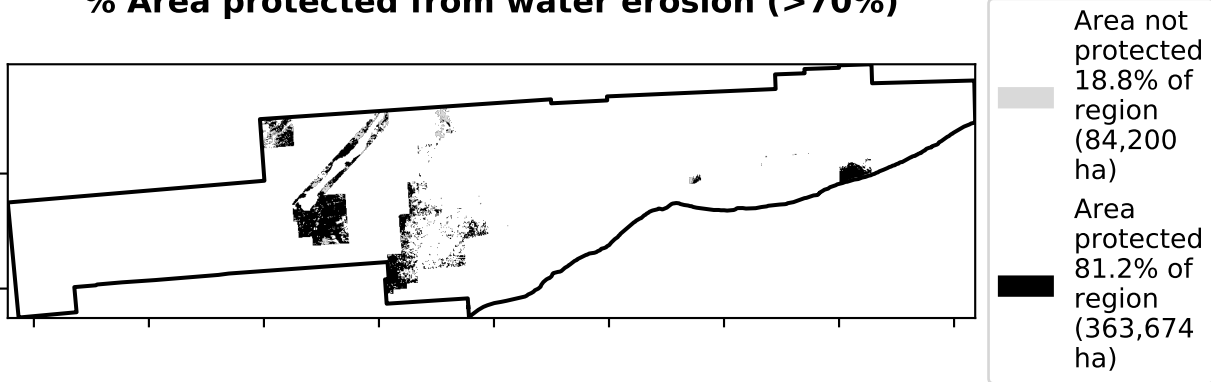 % Area protected from water erosion (>70%)
Area not
protected
18.8% of
region
(84,200
ha)
Area
protected
81.2% of
region
(363,674
ha)